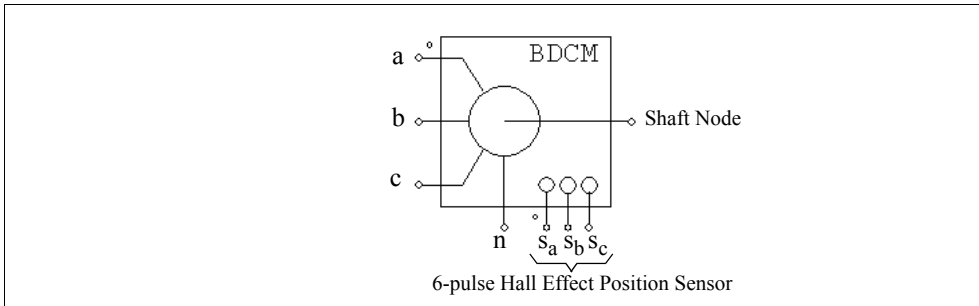 BDCM
a
b
Shaft Node
c
n sa sb sc
6-pulse Hall Effect Position Sensor